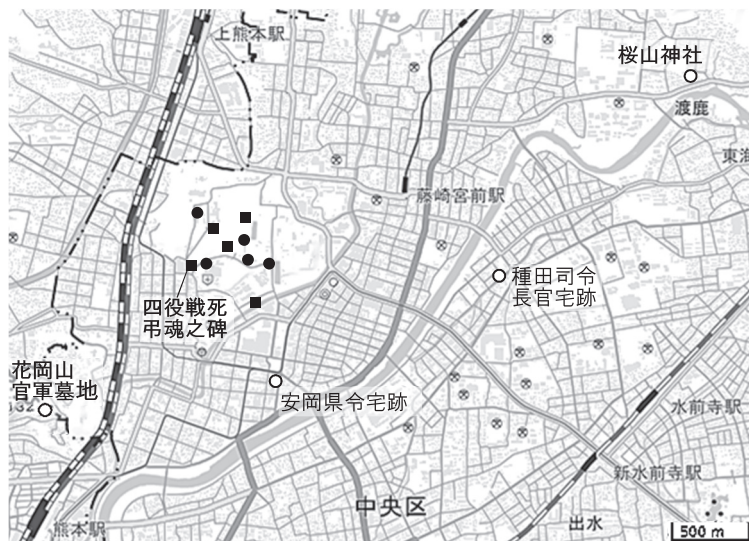 上熊本駅
桜山神社
渡鹿
藤崎宮前駅
種田司令
長官宅跡
四役戦死
弔魂之碑
花岡山
官軍墓地
安岡県令宅跡
水前寺駅
新水前寺駅
中央区
出水
熊本駅
500 m